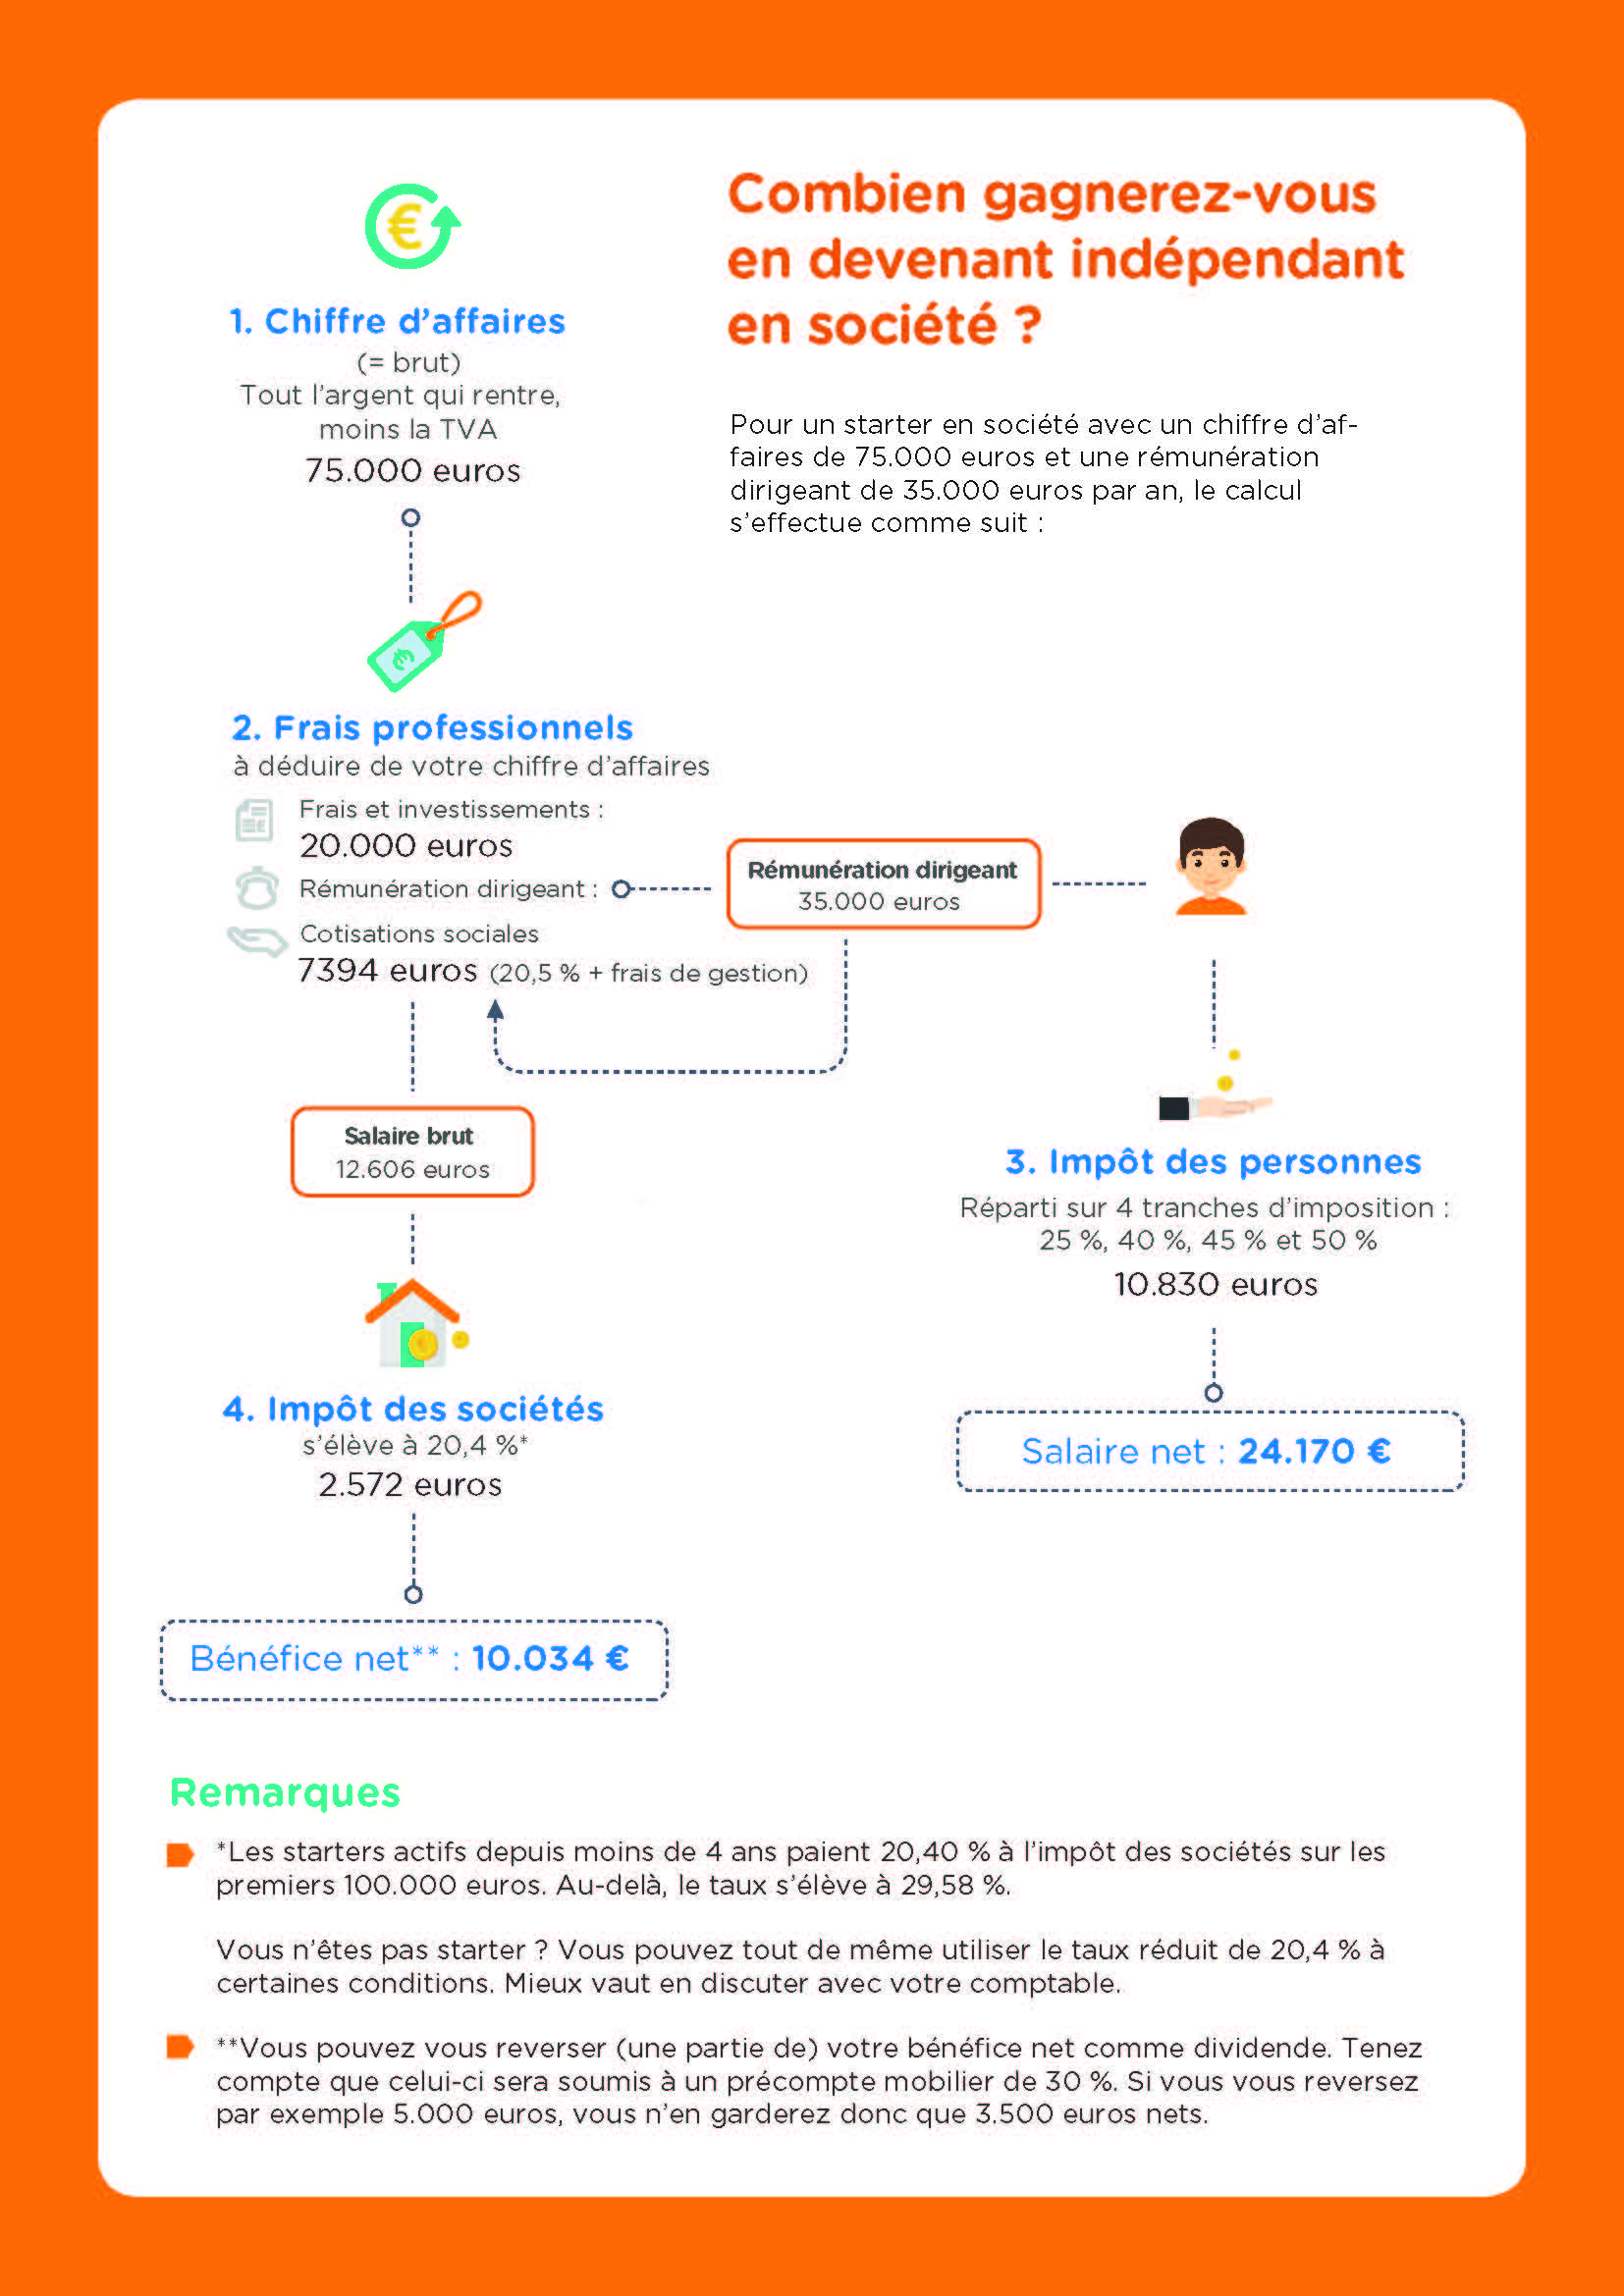 Combien gagnerez-vous
en devenant indépendant
en société ?
Pour un starter en société avec un chiffre d'af-
faires de 75.000 euros et une rémunération
dirigeant de 35.000 euros par an, le calcul
s'effectue comme suit :
€
1. Chiffre d'affaires
(= brut)
Tout l'argent qui rentre,
moins la TVA
75.000 euros
€
2. Frais professionnels
à déduire de votre chiffre d'affaires
Frais et investissements :
20.000 euros
Rémunération dirigeant :
Rémunération dirigeant
35.000 euros
Cotisations sociales
7394 euros (20,5 % + frais de gestion)
Salaire brut
12.606 euros
3. Impôt des personnes
Réparti sur 4 tranches d'imposition :
25 %, 40 %, 45 % et 50 %
10.830 euros
Salaire net : 24.170 €
4. Impôt des sociétés
s'élève à 20,4 %*
2.572 euros
Bénéfice net** : 10.034 €
Remarques
*Les starters actifs depuis moins de 4 ans paient 20,40 % à l'impôt des sociétés sur les
premiers 100.000 euros. Au-delà, le taux s'élève à 29,58 %.
Vous n'êtes pas starter ? Vous pouvez tout de même utiliser le taux réduit de 20,4 % à
certaines conditions. Mieux vaut en discuter avec votre comptable.
**Vous pouvez vous reverser (une partie de) votre bénéfice net comme dividende. Tenez
compte que celui-ci sera soumis à un précompte mobilier de 30 %. Si vous vous reversez
par exemple 5.000 euros, vous n'en garderez donc que 3.500 euros nets.